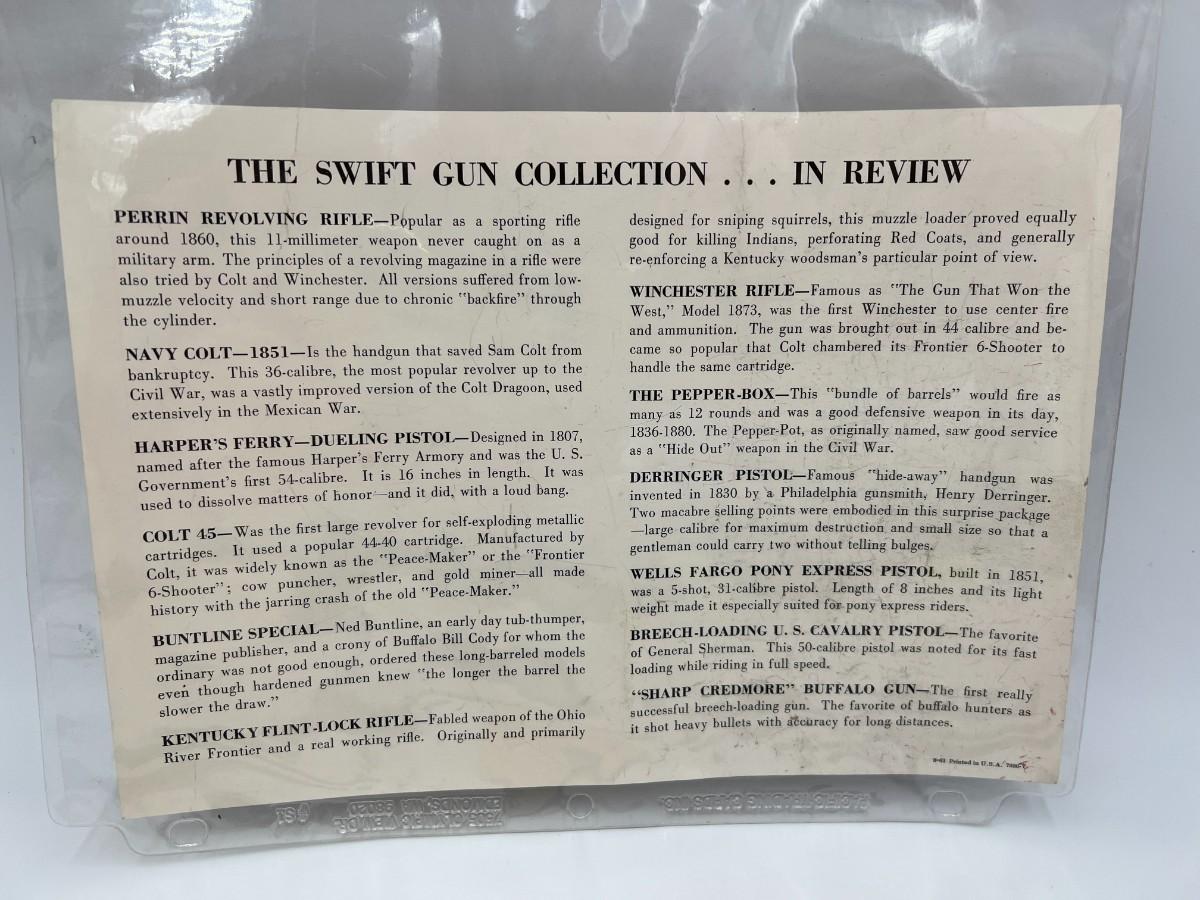 THE SWIFT GUN COLLECTION . . . IN REVIEW
PERRIN REVOLVING RIFLE—Popular as a sporting rifle
around 1860, this 11-millimeter weapon never caught on as a
military arm. The principles of a revolving magazine in a rifle were
also tried by Colt and Winchester. All versions suffered from low-
muzzle velocity and short range due to chronic "backfire" through
the cylinder.
NAVY COLT—1851—Is the handgun that saved Sam Colt from
bankruptcy. This 36-calibre, the most popular revolver up to the
Civil War, was a vastly improved version of the Colt Dragoon, used
extensively in the Mexican War.
HARPER'S FERRY—DUELING PISTOL—Designed in 1807,
named after the famous Harper's Ferry Armory and was the U. S.
Government's first 54-calibre. It is 16 inches in length. It was
used to dissolve matters of honor—and it did, with a loud bang.
COLT 45—Was the first large revolver for self-exploding metallic
cartridges. It used a popular 44-40 cartridge. Manufactured by
Colt, it was widely known as the "Peace-Maker" or the "Frontier
6-Shooter"; cow puncher, wrestler, and gold miner—all made
history with the jarring crash of the old "Peace-Maker."
BUNTLINE SPECIAL—Ned Buntline, an early day tub-thumper,
magazine publisher, and a crony of Buffalo Bill Cody for whom the
ordinary was not good enough, ordered these long-barreled models
even though hardened gunmen knew "the longer the barrel the
slower the draw."
KENTUCKY FLINT-LOCK RIFLE—Fabled weapon of the Ohio
River Frontier and a real working rifle. Originally and primarily
designed for sniping squirrels, this muzzle loader proved equally
good for killing Indians, perforating Red Coats, and generally
re-enforcing a Kentucky woodsman's particular point of view.
WINCHESTER RIFLE—Famous as "The Gun That Won the
West," Model 1873, was the first Winchester to use center fire
and ammunition. The gun was brought out in 44 calibre and be-
came so popular that Colt chambered its Frontier 6-Shooter to
handle the same cartridge.
THE PEPPER-BOX—This "bundle of barrels" would fire as
many as 12 rounds and was a good defensive weapon in its day,
1836-1880. The Pepper-Pot, as originally named, saw good service
as a "Hide Out" weapon in the Civil War.
DERRINGER PISTOL—Famous "hide-away" handgun was
invented in 1830 by a Philadelphia gunsmith, Henry Derringer.
Two macabre selling points were embodied in this surprise package
—large calibre for maximum destruction and small size so that a
gentleman could carry two without telling bulges.
WELLS FARGO PONY EXPRESS PISTOL, built in 1851,
was a 5-shot, 31-calibre pistol. Length of 8 inches and its light
weight made it especially suited for pony express riders.
BREECH-LOADING U. S. CAVALRY PISTOL—The favorite
of General Sherman. This 50-calibre pistol was noted for its fast
loading while riding in full speed.
"SHARP CREDMORE" BUFFALO GUN—The first really
successful breech-loading gun. The favorite of buffalo hunters as
it shot heavy bullets with accuracy for long distances.
Printed in U.S.A.